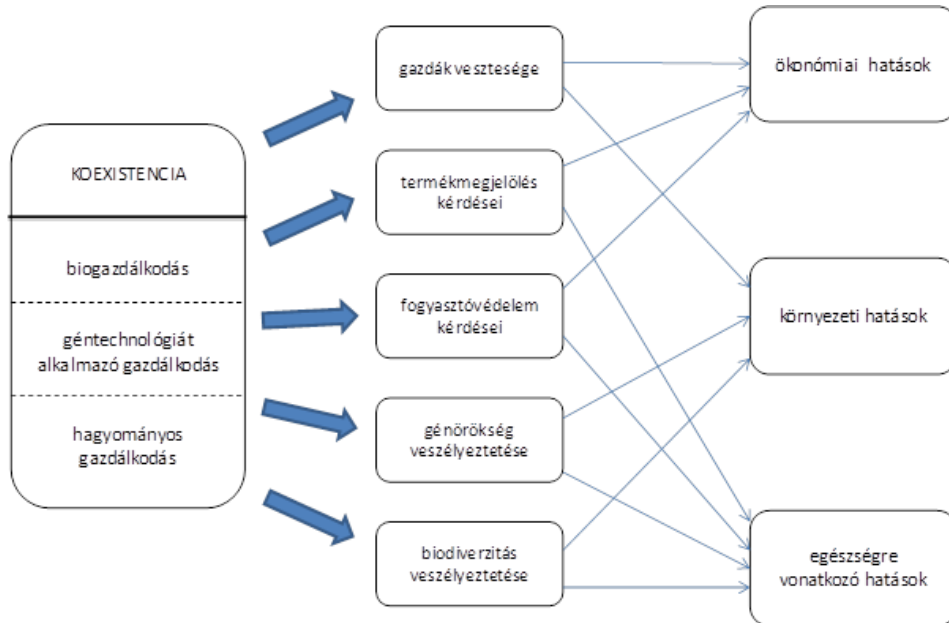 KOEXISTENCIA
biogazdálkodás
géntechnológiát
alkalmazó gazdálkodás
hagyományos
gazdálkodás
gazdák vesztesége
termékmegjelölés
kérdései
fogyasztóvédelem
kérdései
génörökség
veszélyeztetése
biodiverzitás
veszélyeztetése
ökonómiai hatások
környezeti hatások
egészségre
vonatkozó hatások